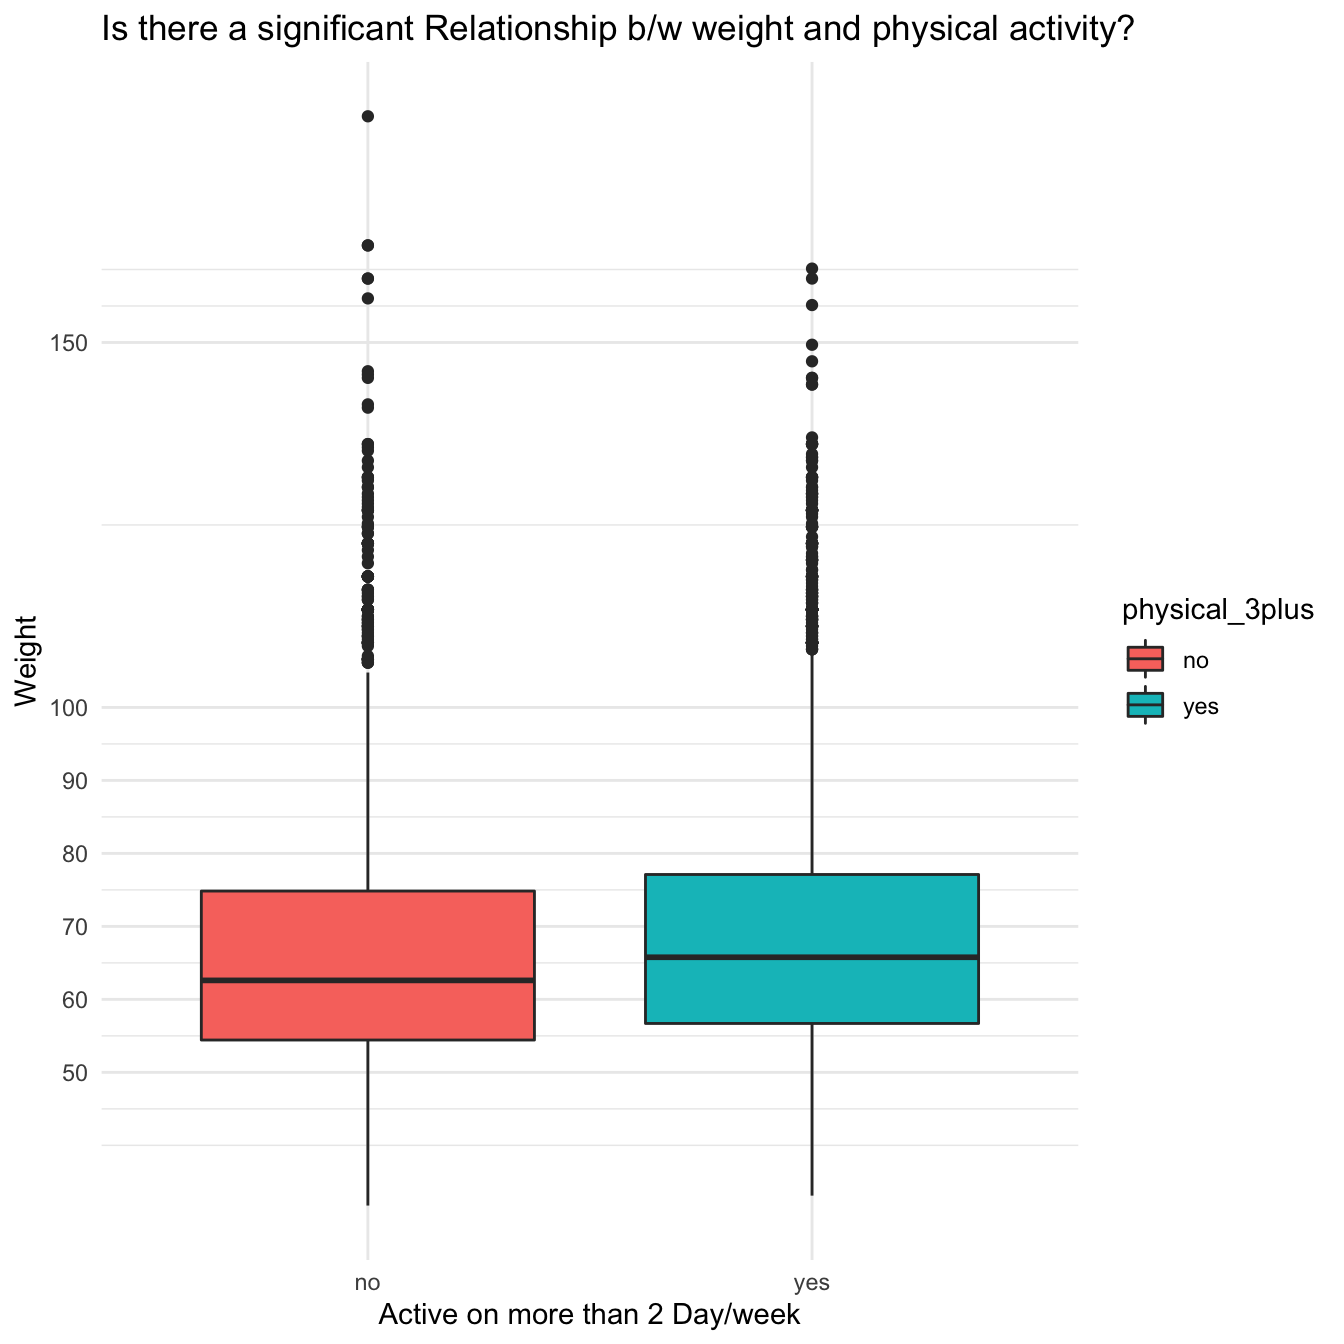 Is there a significant Relationship b/w weight and physical activity?
150
100
90
80
70
60
50
Weight
no
yes
Active on more than 2 Day/week
physical_3plus
no
yes